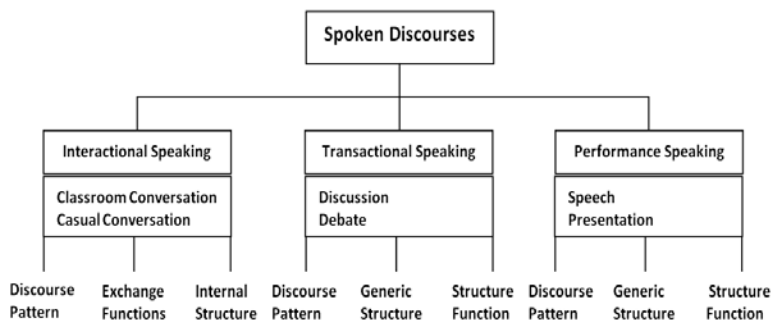 Spoken Discourses
Interactional Speaking
Transactional Speaking
Performance Speaking
Classroom Conversation
Casual Conversation
Discussion
Debate
Speech
Presentation
Discourse
Pattern
Exchange
Functions
Internal
Structure
Discourse
Pattern
Generic
Structure
Structure
Function
Discourse
Pattern
Generic
Structure
Structure
Function